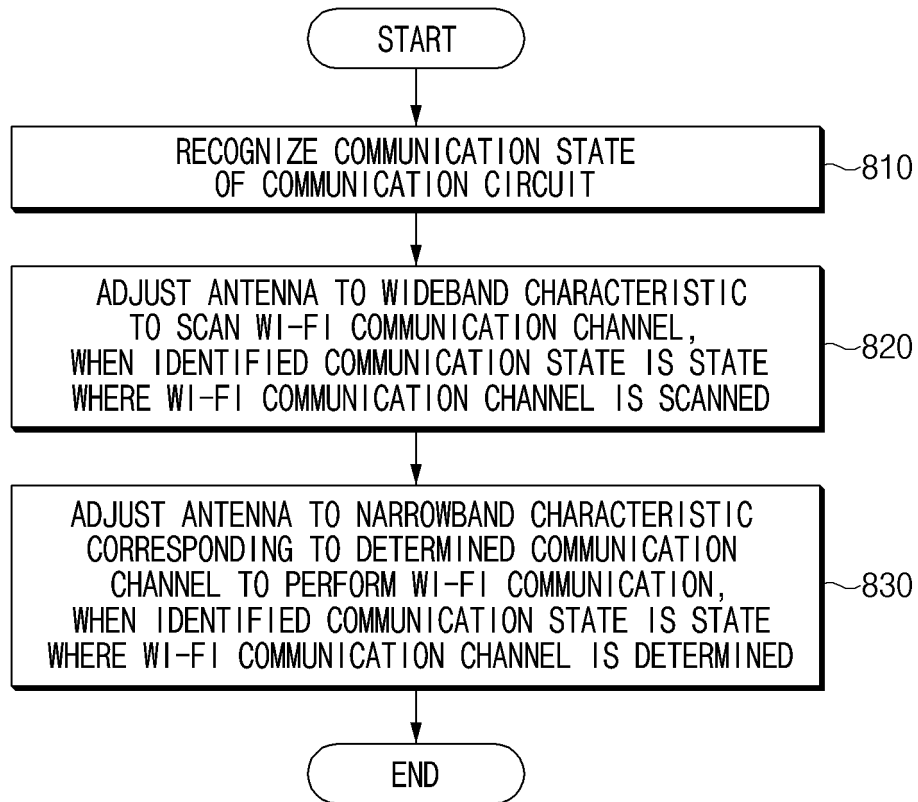 START
RECOGNIZE COMMUNICATION STATE
OF COMMUNICATION CIRCUIT
810
ADJUST ANTENNA TO WIDEBAND CHARACTERISTIC
TO SCAN WI-FI COMMUNICATION CHANNEL,
WHEN IDENTIFIED COMMUNICATION STATE IS STATE
WHERE WI-FI COMMUNICATION CHANNEL IS SCANNED
820
ADJUST ANTENNA TO NARROWBAND CHARACTERISTIC
CORRESPONDING TO DETERMINED COMMUNICATION
CHANNEL TO PERFORM WI-FI COMMUNICATION,
WHEN IDENTIFIED COMMUNICATION STATE IS STATE
WHERE WI-FI COMMUNICATION CHANNEL IS DETERMINED
830
END